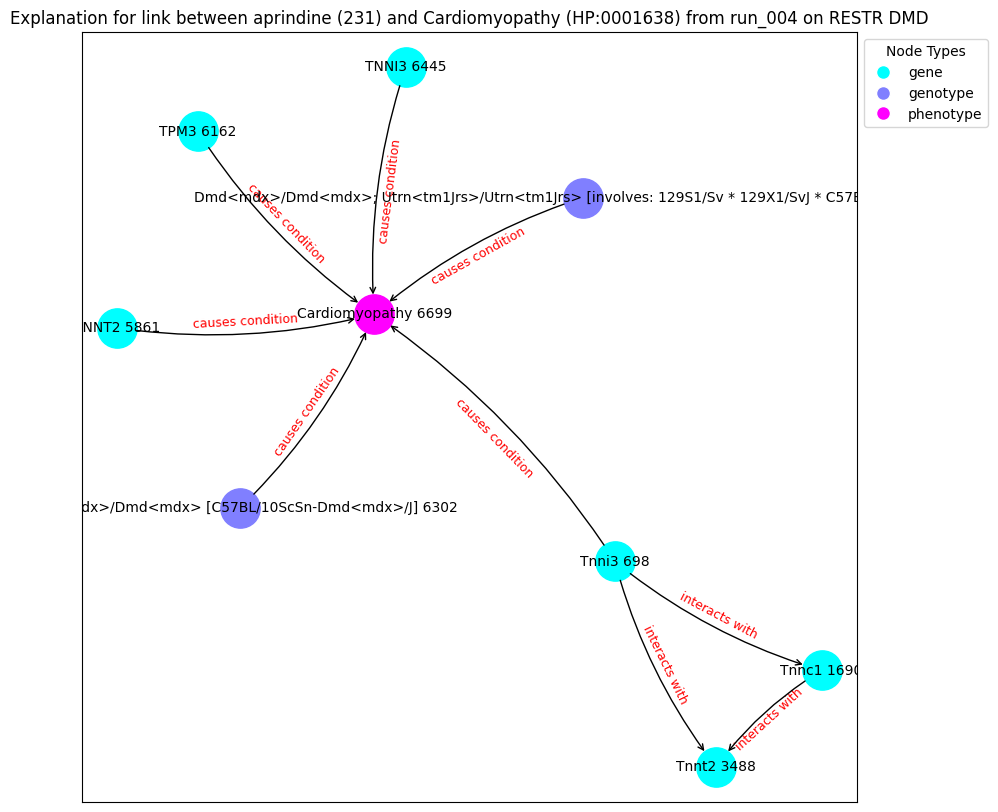 Explanation for link between aprindine (231) and Cardiomyopathy (HP:0001638) from run_004 on RESTR DMD
Node Types
gene
genotype
phenotype
TNNI3 6445
TPM3 6162
causes condition
causes condition
Dmd<mdx>/Dmd<mdx>; Utrn<tm1Jrs>/Utrn<tm1Jrs> [involves: 129S1/Sv * 129X1/SvJ * C57B
causes condition
Cardiomyopathy 6699
NNT2 5861
causes condition
causes condition
causes condition
dx>/Dmd<mdx> [C57BL/10ScSn-Dmd<mdx>/J] 6302
Tnni3 698
interacts with
interacts with
Tnnc1 1690
interacts with
Tnnt2 3488